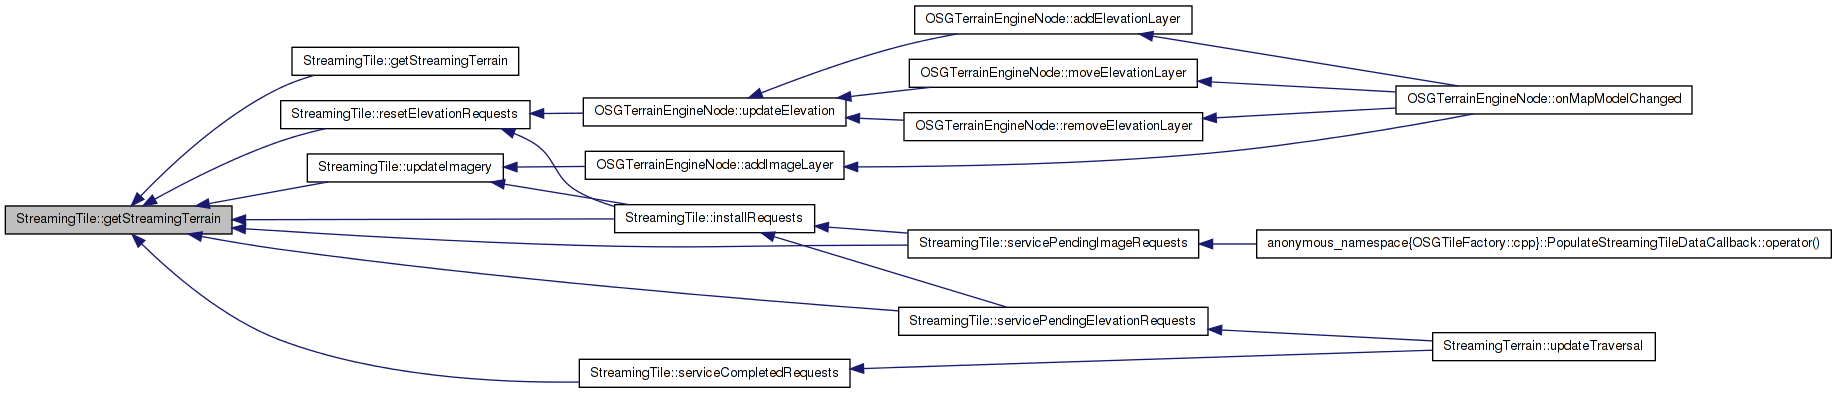 OSGTerrainEngineNode::addElevationLayer
StreamingTile::getStreamingTerrain
OSGTerrainEngineNode::moveElevationLayer
OSGTerrainEngineNode::onMapModelChanged
StreamingTile::resetElevationRequests
OSGTerrainEngineNode::updateElevation
OSGTerrainEngineNode::removeElevationLayer
StreamingTile::updateImagery
OSGTerrainEngineNode::addImageLayer
StreamingTile::getStreamingTerrain
StreamingTile::installRequests
StreamingTile::servicePendingImageRequests
anonymous_namespace{OSGTileFactory::cpp}::PopulateStreamingTileDataCallback::operator()
StreamingTile::servicePendingElevationRequests
StreamingTerrain::updateTraversal
StreamingTile::serviceCompletedRequests